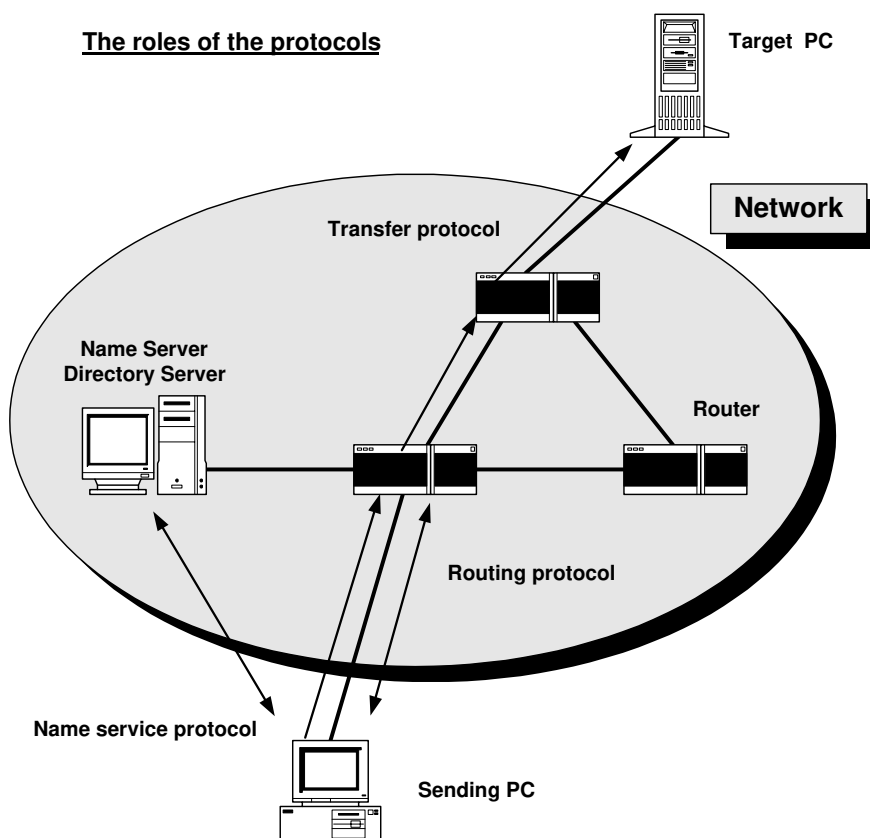 The roles of the protocols
Target PC
Network
Transfer protocol
Name Server
Directory Server
Router
Routing protocol
Name service protocol
Sending PC